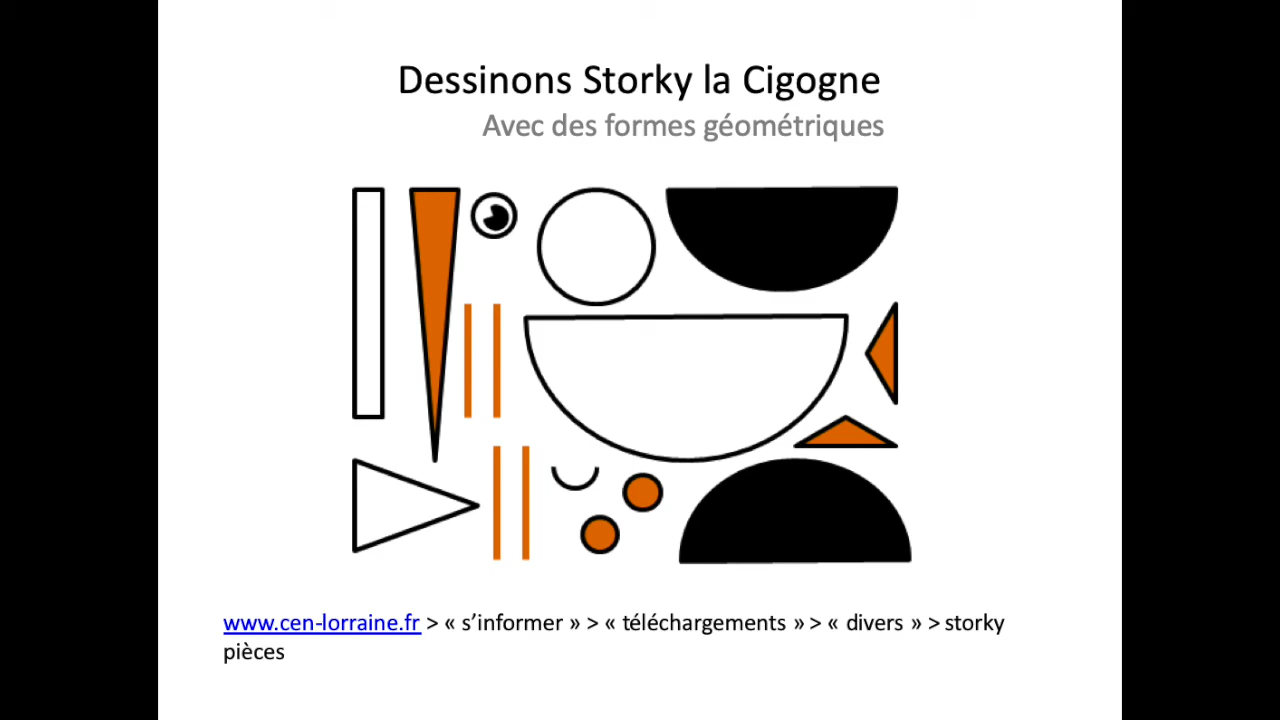 Dessinons Storky la Cigogne
Avec des formes géométriques
www.cen-lorraine.fr > « s’informer » > « téléchargements » > « divers » > storky
pièces